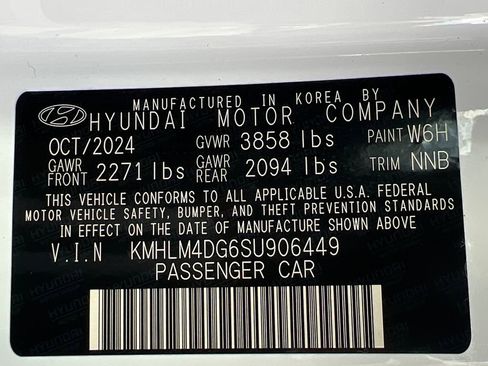 MANUFACTURED IN KOREA BY
HYUNDAI MOTOR COMPANY
OCT/2024 GVWR 3858 lbs PAINT W6H
GAWR FRONT 2271 lbs GAWR REAR 2094 lbs TRIM NNB
THIS VEHICLE CONFORMS TO ALL APPLICABLE U.S.A. FEDERAL
MOTOR VEHICLE SAFETY, BUMPER, AND THEFT PREVENTION STANDARDS
IN EFFECT ON THE DATE OF MANUFACTURE SHOWN ABOVE
V.I.N KMHLM4DG6SU906449
PASSENGER CAR